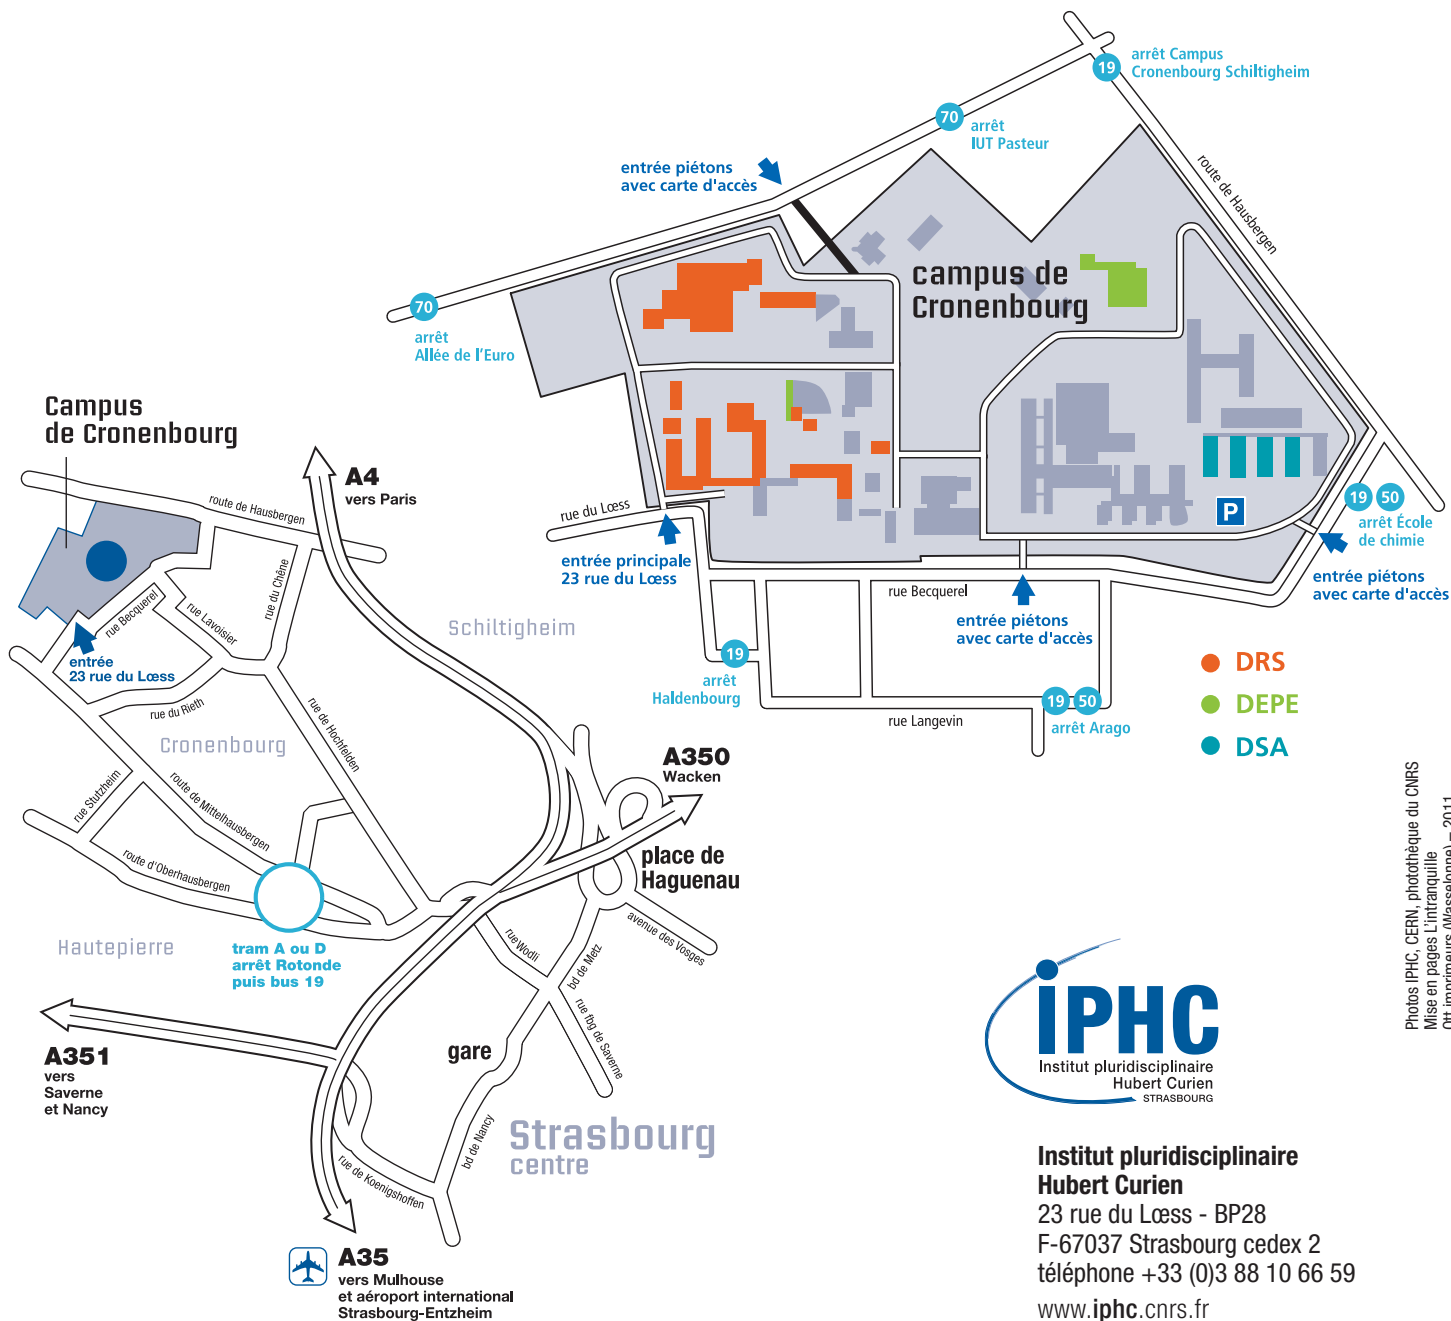 19
arrêt Campus
Cronenbourg Schiltigheim
70
arrêt
IUT Pasteur
entrée piétons
avec carte d'accès
route de Hausbergen
campus de
Cronenbourg
70
arrêt
Allée de l'Euro
Campus
de Cronenbourg
A4
vers Paris
route de Hausbergen
rue du Lœss
entrée principale
23 rue du Lœss
P
19 50
arrêt École
de chimie
entrée piétons
avec carte d'accès
rue Becquerel
entrée piétons
avec carte d'accès
rue du Chêne
rue Becquerel
rue Lavoisier
entrée
23 rue du Lœss
Schiltigheim
19
arrêt
Haldenbourg
rue Langevin
19 50
arrêt Arago
DRS
DEPE
DSA
rue du Rieth
rue de Hochfelden
Cronenbourg
rue Stutzheim
route de Mittelhausbergen
route d'Oberhausbergen
A350
Wacken
place de
Haguenau
avenue des Vosges
Hautepierre
tram A ou D
arrêt Rotonde
puis bus 19
rue Wodli
bd de Metz
rue fbg de Saverne
A351
vers
Saverne
et Nancy
gare
bd de Nancy
rue de Koenigshoffen
Strasbourg
centre
A35
vers Mulhouse
et aéroport international
Strasbourg-Entzheim
Photos IPHC, CERN, photothèque du CNRS
Mise en pages L'intranquille
Ott imprimeurs (Wasselonne) – 2011
iPHC
Institut pluridisciplinaire
Hubert Curien
STRASBOURG
Institut pluridisciplinaire
Hubert Curien
23 rue du Lœss - BP28
F-67037 Strasbourg cedex 2
téléphone +33 (0)3 88 10 66 59
www.iphc.cnrs.fr